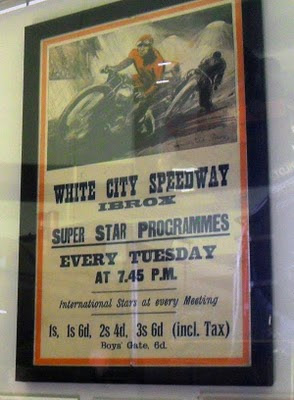 WHITE CITY SPEEDWAY
IBROX
SUPER STAR PROGRAMMES
EVERY TUESDAY
AT 7.45 P.M.
International Stars at every Meeting
1s, 1s 6d, 2s 4d, 3s 6d (incl. Tax)
Boys' Gate, 6d.